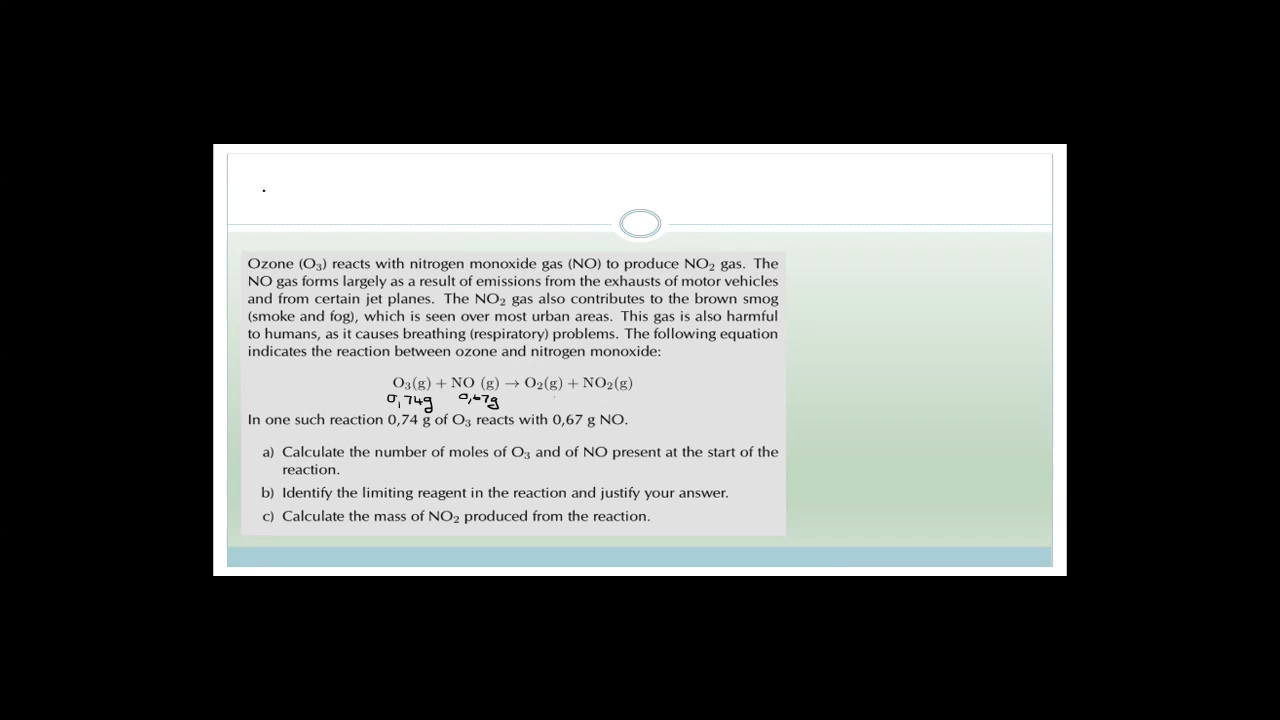 .
Ozone (O₃) reacts with nitrogen monoxide gas (NO) to produce NO₂ gas. The
NO gas forms largely as a result of emissions from the exhausts of motor vehicles
and from certain jet planes. The NO₂ gas also contributes to the brown smog
(smoke and fog), which is seen over most urban areas. This gas is also harmful
to humans, as it causes breathing (respiratory) problems. The following equation
indicates the reaction between ozone and nitrogen monoxide:
O₃(g) + NO (g) → O₂(g) + NO₂(g)
0,74g 0,67g
In one such reaction 0,74 g of O₃ reacts with 0,67 g NO.
a) Calculate the number of moles of O₃ and of NO present at the start of the
reaction.
b) Identify the limiting reagent in the reaction and justify your answer.
c) Calculate the mass of NO₂ produced from the reaction.